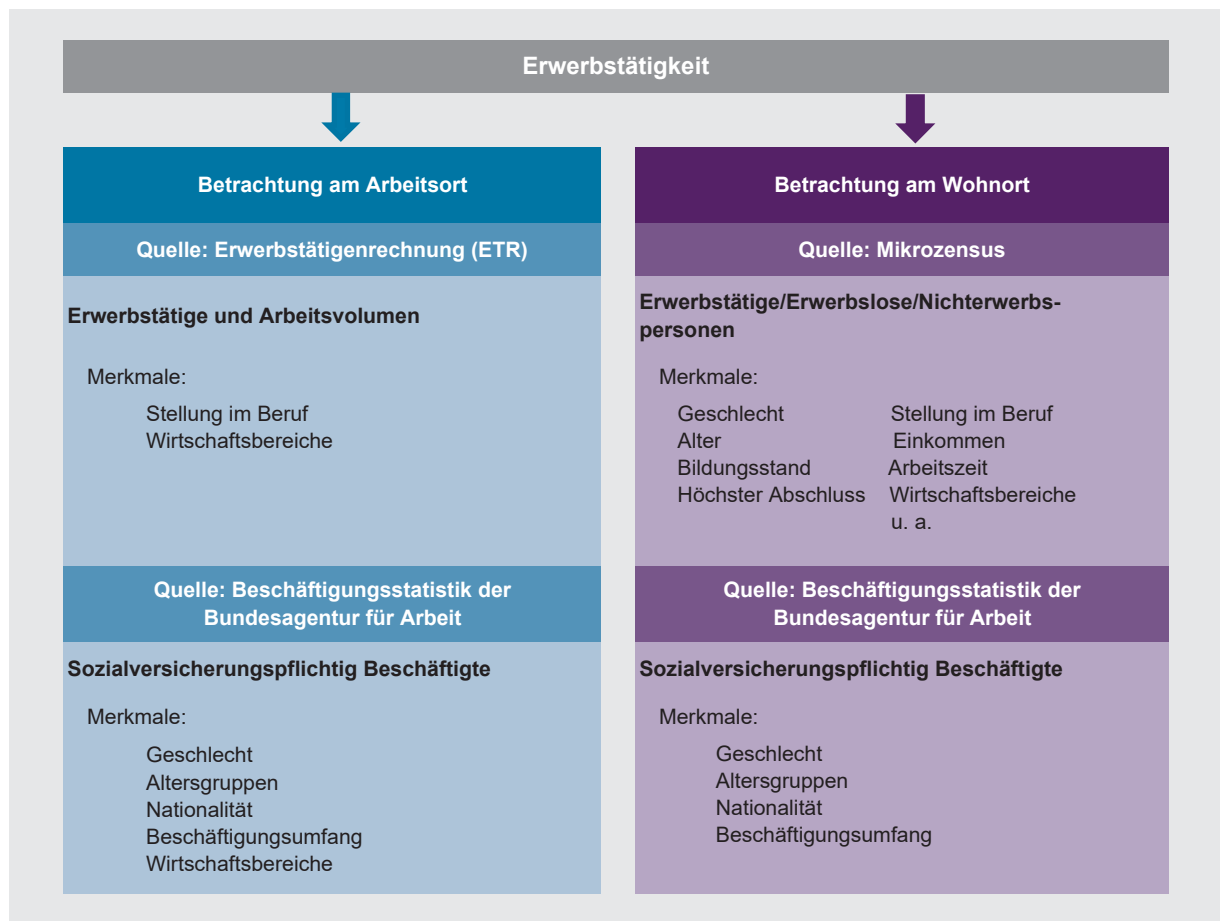 Erwerbstätigkeit
Betrachtung am Arbeitsort
Quelle: Erwerbstätigenrechnung (ETR)
Erwerbstätige und Arbeitsvolumen
Merkmale:
Stellung im Beruf
Wirtschaftsbereiche
Quelle: Beschäftigungsstatistik der
Bundesagentur für Arbeit
Sozialversicherungspflichtig Beschäftigte
Merkmale:
Geschlecht
Altersgruppen
Nationalität
Beschäftigungsumfang
Wirtschaftsbereiche
Betrachtung am Wohnort
Quelle: Mikrozensus
Erwerbstätige/Erwerbslose/Nichterwerbs-
personen
Merkmale:
Geschlecht Stellung im Beruf
Alter Einkommen
Bildungsstand Arbeitszeit
Höchster Abschluss Wirtschaftsbereiche
u. a.
Quelle: Beschäftigungsstatistik der
Bundesagentur für Arbeit
Sozialversicherungspflichtig Beschäftigte
Merkmale:
Geschlecht
Altersgruppen
Nationalität
Beschäftigungsumfang